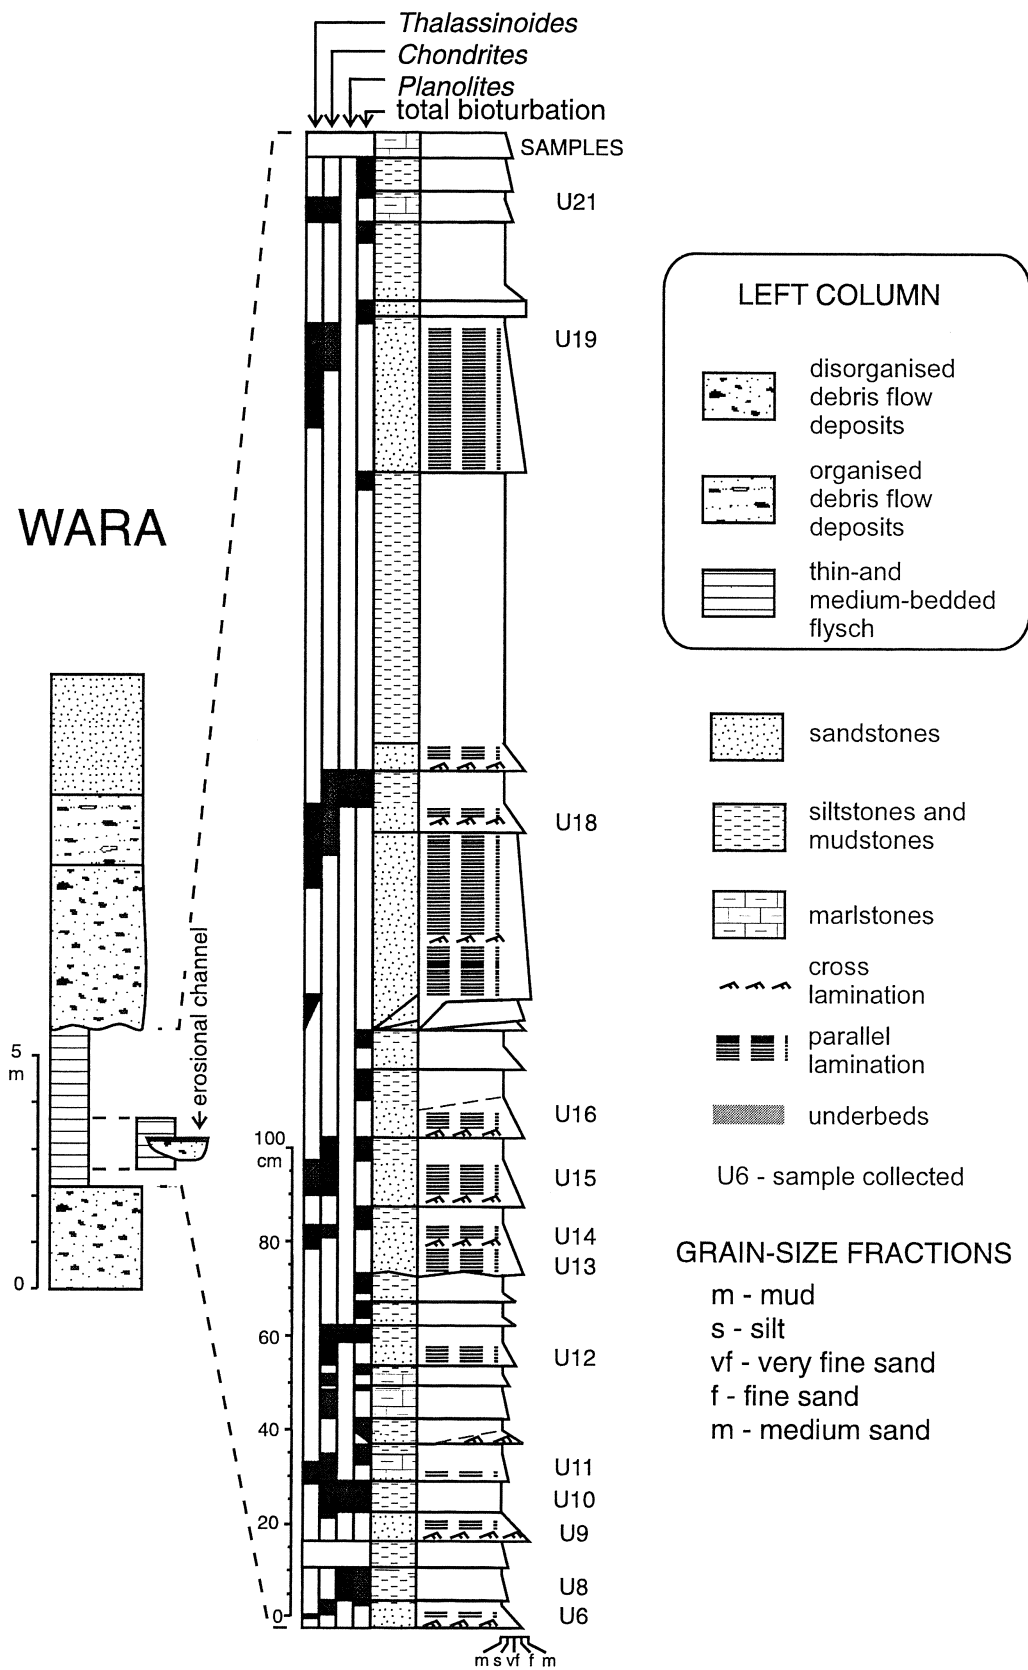 Thalassinoides
Chondrites
Planolites
total bioturbation
SAMPLES
U21
U19
U18
U16
U15
U14
U13
U12
U11
U10
U9
U8
U6
WARA
5
m
0
erosional channel
100
cm
80
60
40
20
0
m s vf f m
LEFT COLUMN
disorganised
debris flow
deposits
organised
debris flow
deposits
thin-and
medium-bedded
flysch
sandstones
siltstones and
mudstones
marlstones
cross
lamination
parallel
lamination
underbeds
U6 - sample collected
GRAIN-SIZE FRACTIONS
m - mud
s - silt
vf - very fine sand
f - fine sand
m - medium sand